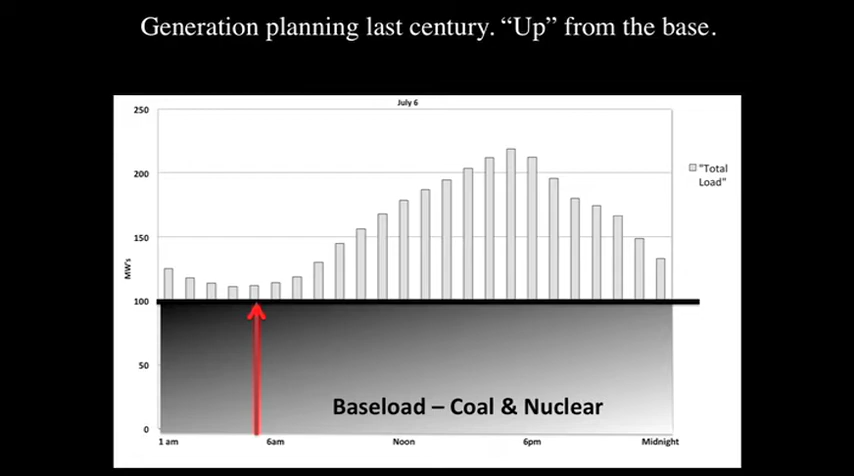 Generation planning last century. “Up” from the base.
July 6
250
200
150
100
50
0
MW's
"Total
Load"
Baseload – Coal & Nuclear
1 am
6am
Noon
6pm
Midnight